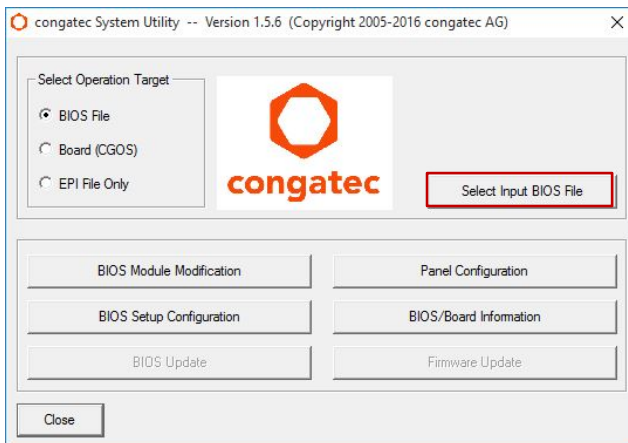 congatec System Utility -- Version 1.5.6 (Copyright 2005-2016 congatec AG)
Select Operation Target
BIOS File
Board (CGOS)
EPI File Only
congatec
Select Input BIOS File
BIOS Module Modification
Panel Configuration
BIOS Setup Configuration
BIOS/Board Information
BIOS Update
Firmware Update
Close